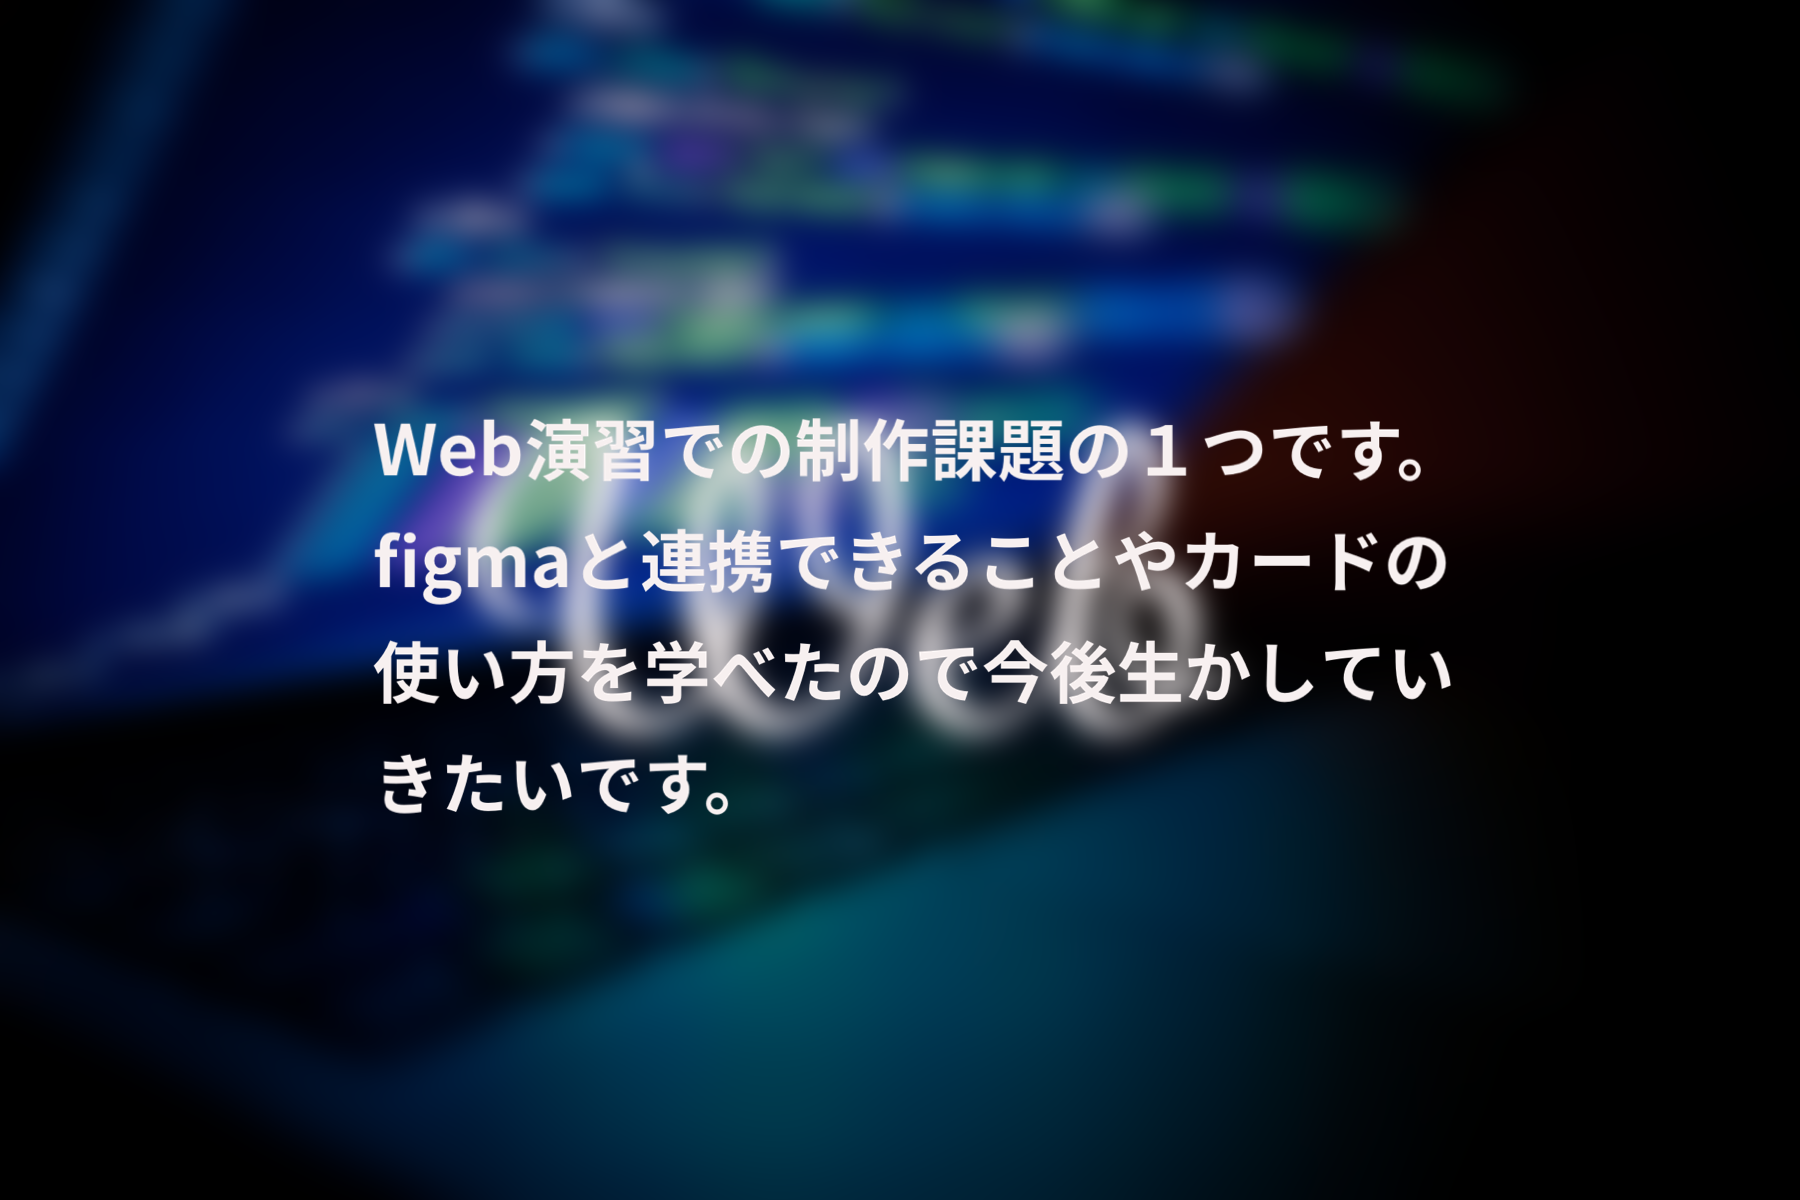 Web演習での制作課題の１つです。
figmaと連携できることやカードの
使い方を学べたので今後生かしてい
きたいです。
Web